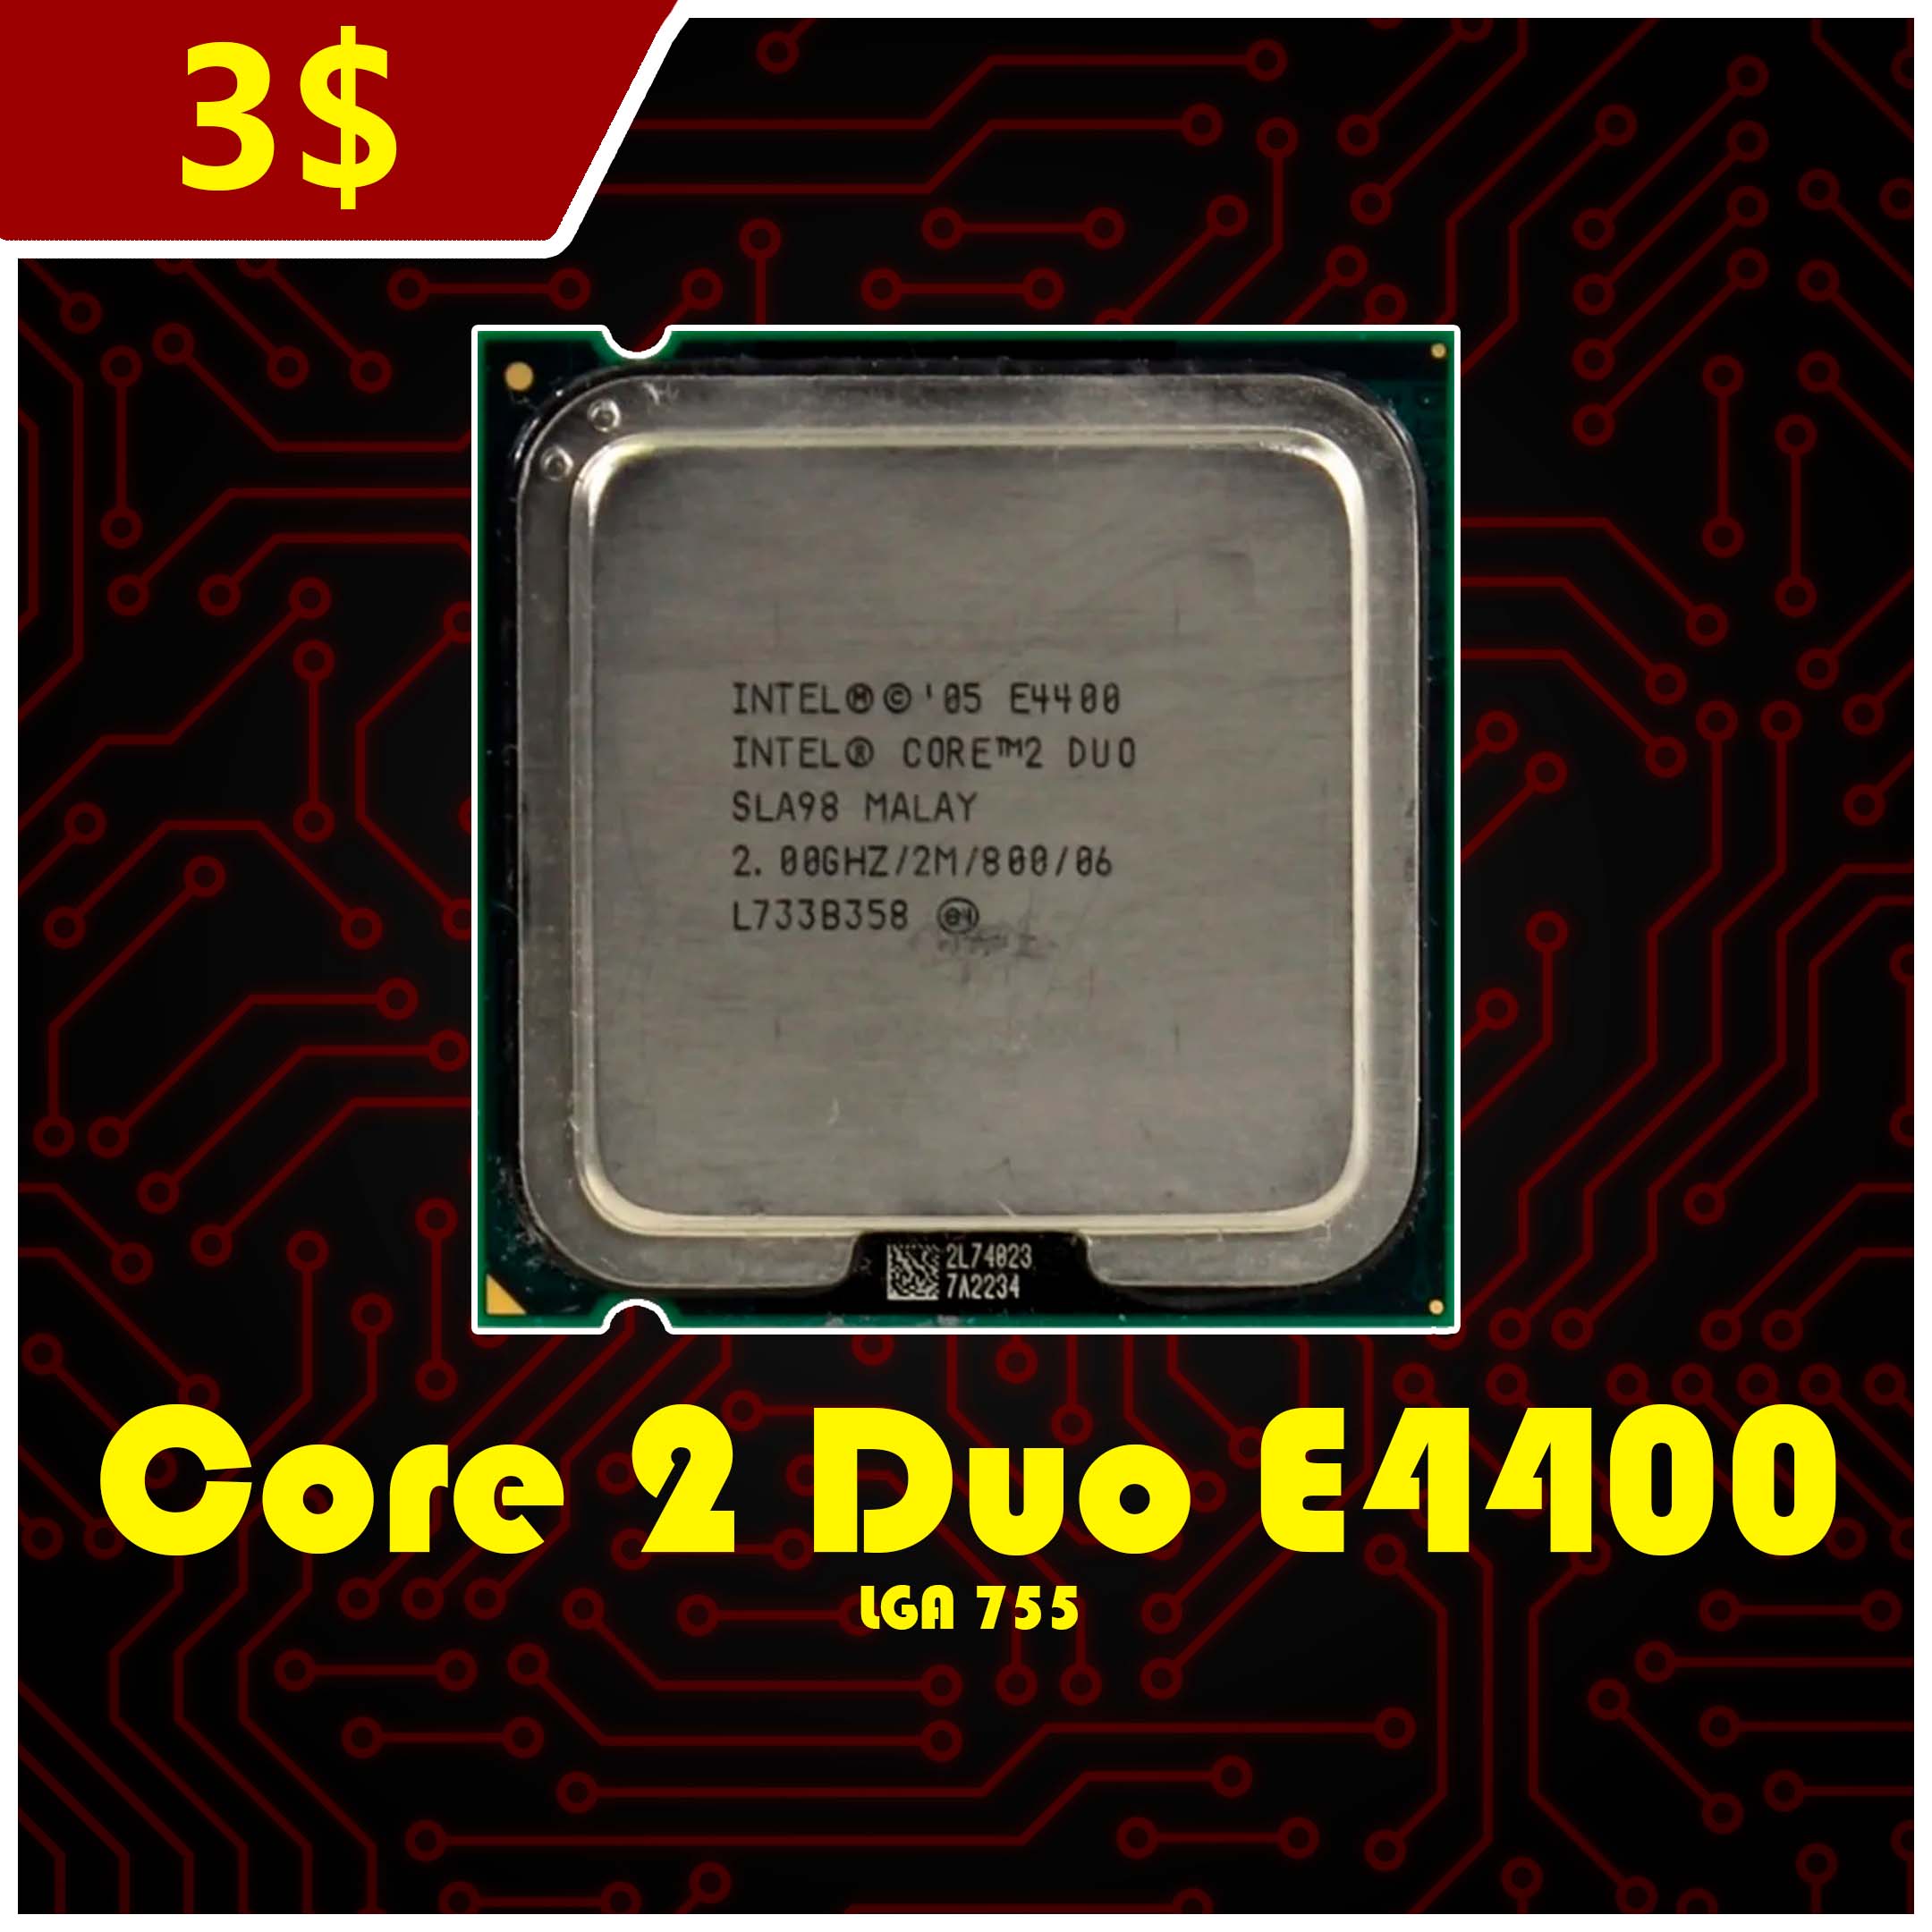 3$
INTEL Ⓜ © '05 E4400
INTEL® CORE™2 DUO
SLA98 MALAY
2.00GHZ/2M/800/06
L733B358 e4
2L74023
7A2234
Core 2 Duo E4400
LGA 755